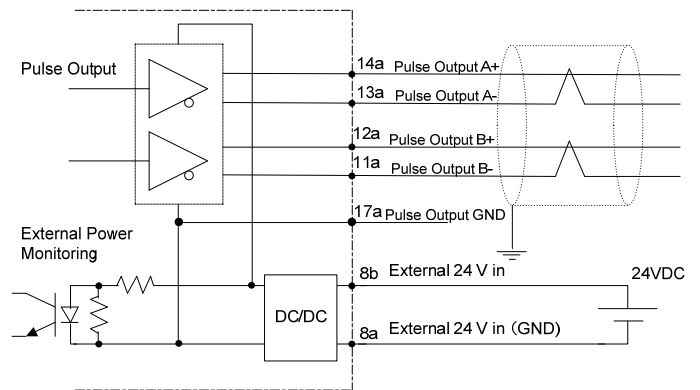 Pulse Output
14a Pulse Output A+
13a Pulse Output A-
12a Pulse Output B+
11a Pulse Output B-
17a Pulse Output GND
External Power
Monitoring
DC/DC
8b External 24 V in
24VDC
8a External 24 V in (GND)